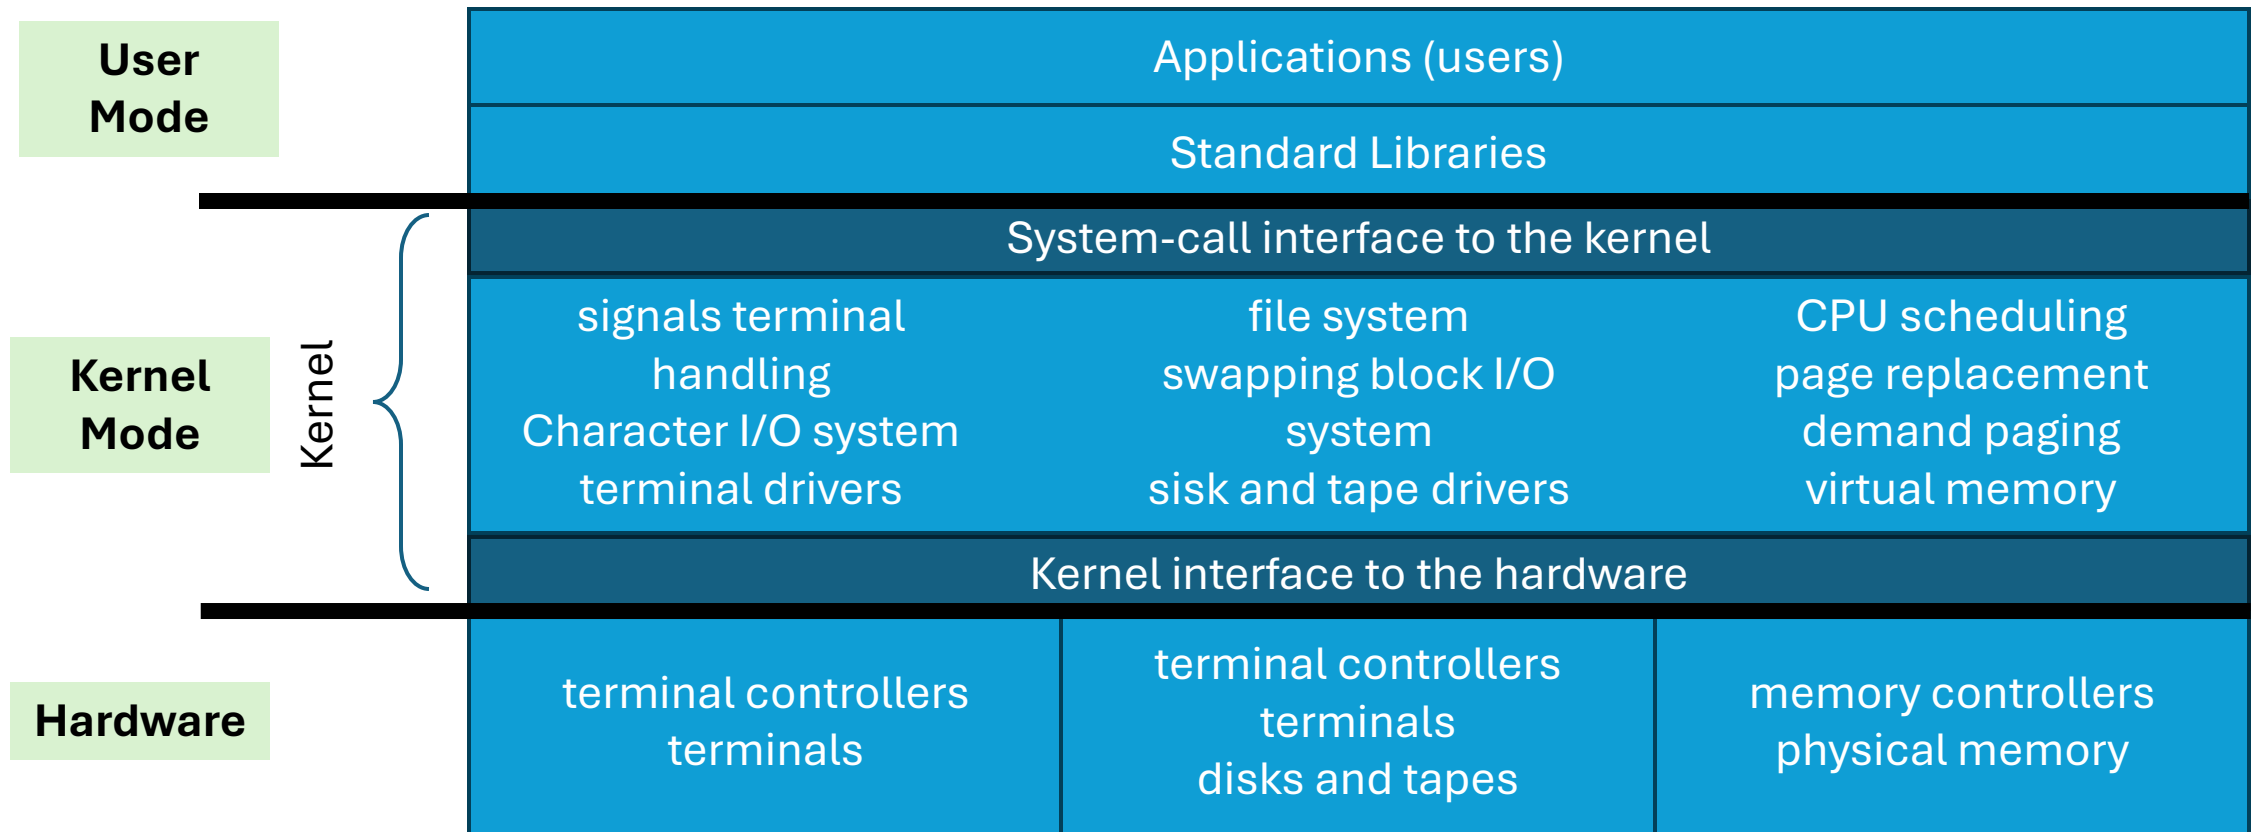 User
Mode
Applications (users)
Standard Libraries
System-call interface to the kernel
Kernel
Mode
Kernel
signals terminal
handling
Character I/O system
terminal drivers
file system
swapping block I/O
system
sisk and tape drivers
CPU scheduling
page replacement
demand paging
virtual memory
Kernel interface to the hardware
Hardware
terminal controllers
terminals
terminal controllers
terminals
disks and tapes
memory controllers
physical memory